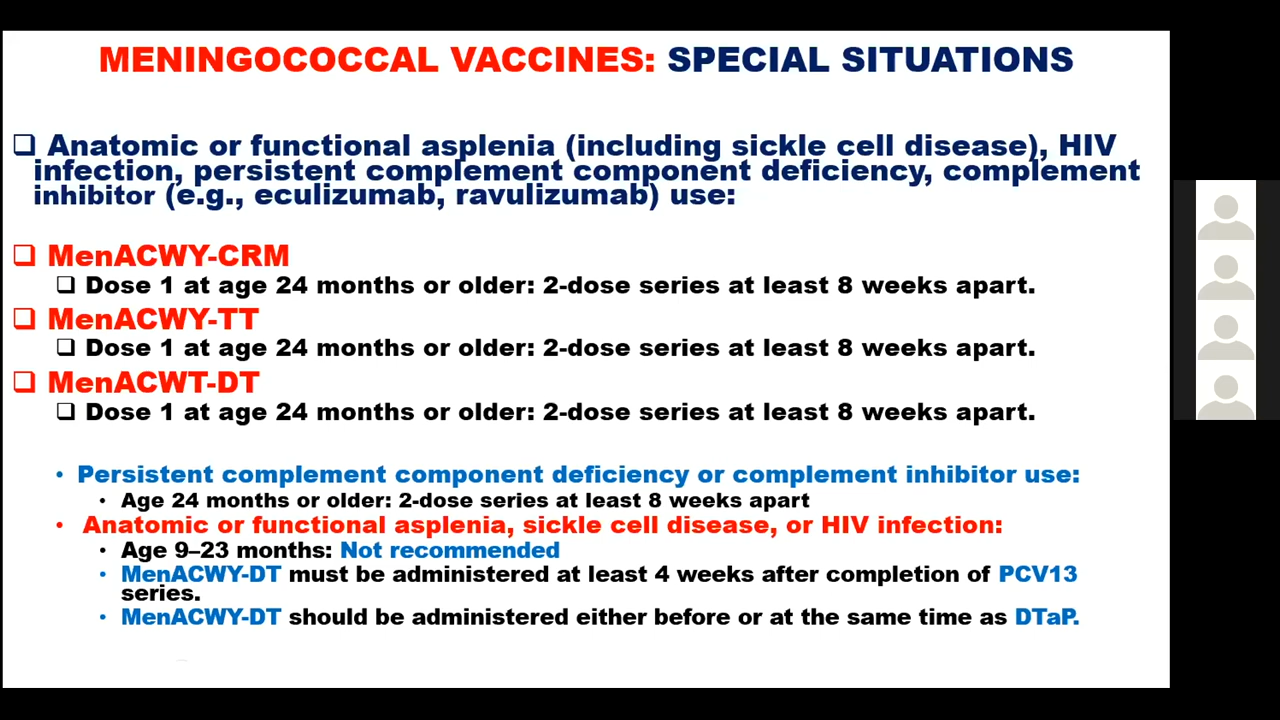 MENINGOCOCCAL VACCINES: SPECIAL SITUATIONS
Anatomic or functional asplenia (including sickle cell disease), HIV
infection, persistent complement component deficiency, complement
inhibitor (e.g., eculizumab, ravulizumab) use:
MenACWY-CRM
Dose 1 at age 24 months or older: 2-dose series at least 8 weeks apart.
MenACWY-TT
Dose 1 at age 24 months or older: 2-dose series at least 8 weeks apart.
MenACWT-DT
Dose 1 at age 24 months or older: 2-dose series at least 8 weeks apart.
• Persistent complement component deficiency or complement inhibitor use:
• Age 24 months or older: 2-dose series at least 8 weeks apart
• Anatomic or functional asplenia, sickle cell disease, or HIV infection:
• Age 9–23 months: Not recommended
• MenACWY-DT must be administered at least 4 weeks after completion of PCV13
series.
• MenACWY-DT should be administered either before or at the same time as DTaP.